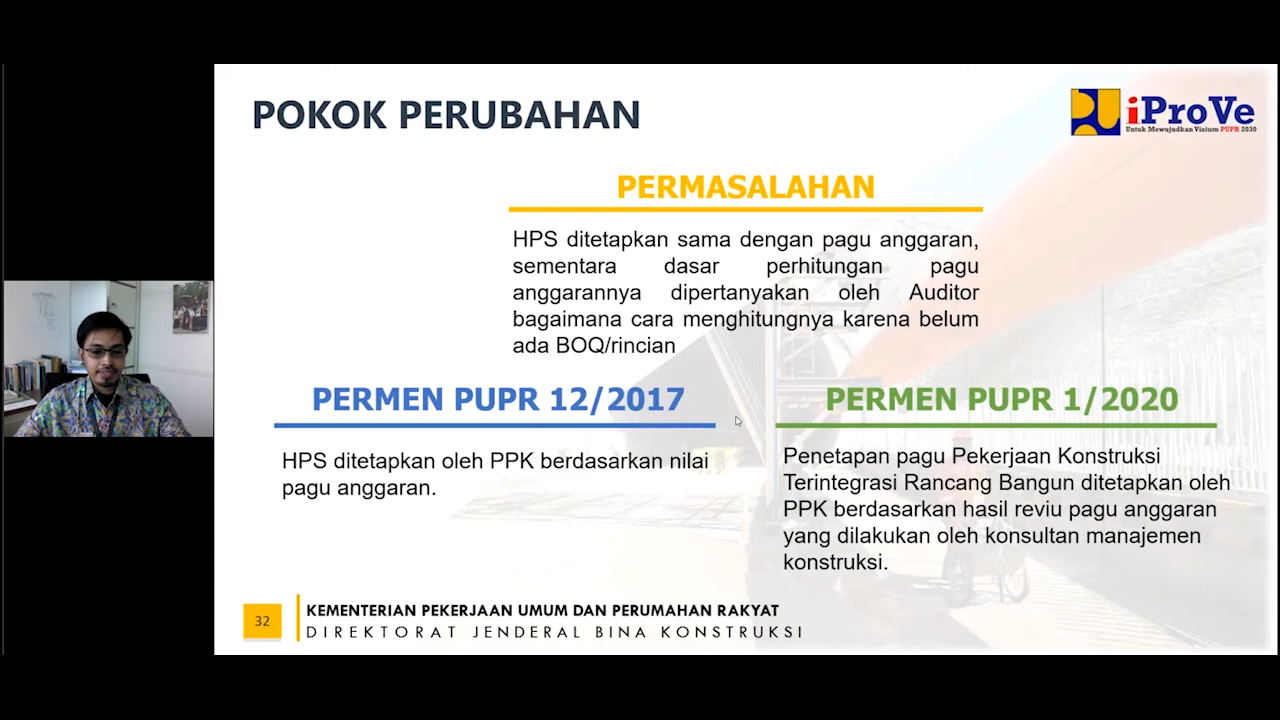 POKOK PERUBAHAN
iProVe
Untuk Mewujudkan Visium PUPR 2030
PERMASALAHAN
HPS ditetapkan sama dengan pagu anggaran,
sementara dasar perhitungan pagu
anggarannya dipertanyakan oleh Auditor
bagaimana cara menghitungnya karena belum
ada BOQ/rincian
PERMEN PUPR 12/2017
HPS ditetapkan oleh PPK berdasarkan nilai
pagu anggaran.
PERMEN PUPR 1/2020
Penetapan pagu Pekerjaan Konstruksi
Terintegrasi Rancang Bangun ditetapkan oleh
PPK berdasarkan hasil reviu pagu anggaran
yang dilakukan oleh konsultan manajemen
konstruksi.
32
KEMENTERIAN PEKERJAAN UMUM DAN PERUMAHAN RAKYAT
DIREKTORAT JENDERAL BINA KONSTRUKSI